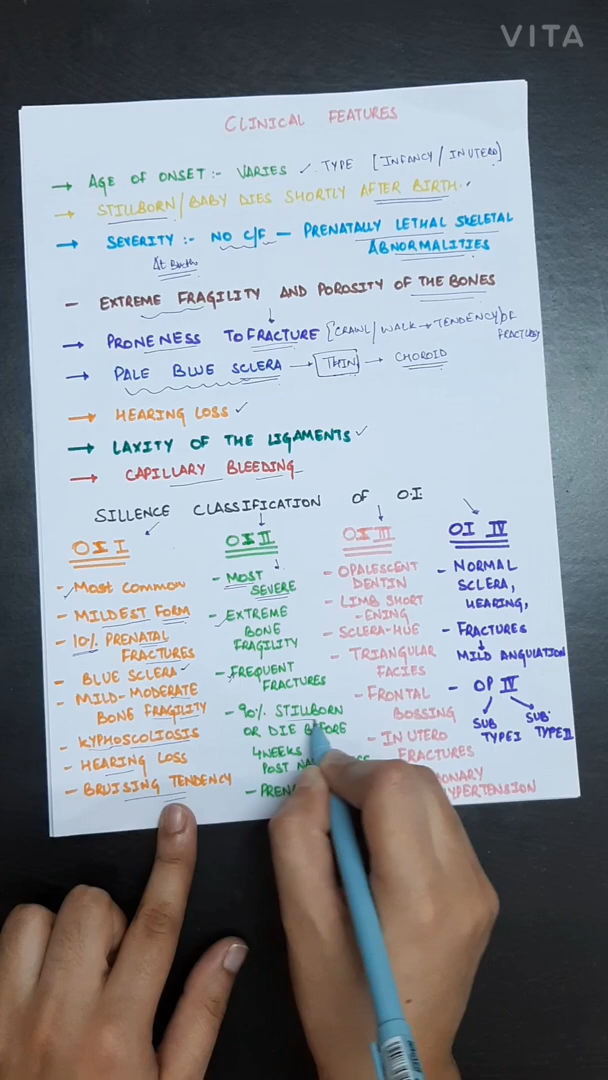 VITA
CLINICAL FEATURES
→ AGE OF ONSET :- VARIES ✓ TYPE [INFANCY / INUTERO]
→ STILLBORN / BABY DIES SHORTLY AFTER BIRTH.
→ SEVERITY :- NO C/F — PRENATALLY LETHAL SKELETAL
ABNORMALITIES
At Birth
- EXTREME FRAGILITY AND POROSITY OF THE BONES
→ PRONENESS TO FRACTURE [CRAWL / WALK → TENDENCY] OF
FRACTURES
→ PALE BLUE SCLERA → THIN → CHOROID
→ HEARING LOSS ✓
→ LAXITY OF THE LIGAMENTS ✓
→ CAPILLARY BLEEDING
SILLENCE CLASSIFICATION OF O.I
OI I
- Most Common
- MILDEST FORM
- 10% PRENATAL
FRACTURES
- BLUE SCLERA ✓
- MILD-MODERATE
BONE FRAGILITY
- KYPHOSCOLIOSIS
- HEARING LOSS
- BRUISING TENDENCY
OI II
- MOST
SEVERE
- EXTREME
BONE
FRAGILITY
- FREQUENT
FRACTURES
- 90% STILLBORN
OR DIE BEFORE
4WEEKS
POST
OI III
- OPALESCENT
DENTIN
- LIMB SHORT
-ENING
- SCLERA-HUE
- TRIANGULAR
FACIES
- FRONTAL
BOSSING
- IN UTERO
FRACTURES
OI IV
- NORMAL
SCLERA,
HEARING,
- FRACTURES
↓
MILD ANGULATION
- OP IV
SUB TYPE I
SUB TYPE II